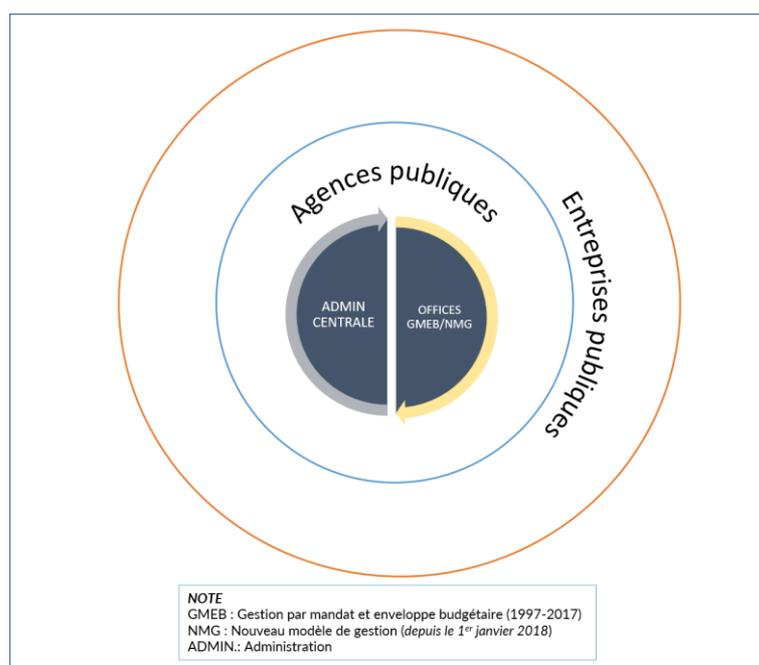 Agences publiques
Entreprises publiques
ADMIN
CENTRALE
OFFICES
GMEB/NMG
NOTE
GMEB : Gestion par mandat et enveloppe budgétaire (1997-2017)
NMG : Nouveau modèle de gestion (depuis le 1er janvier 2018)
ADMIN.: Administration